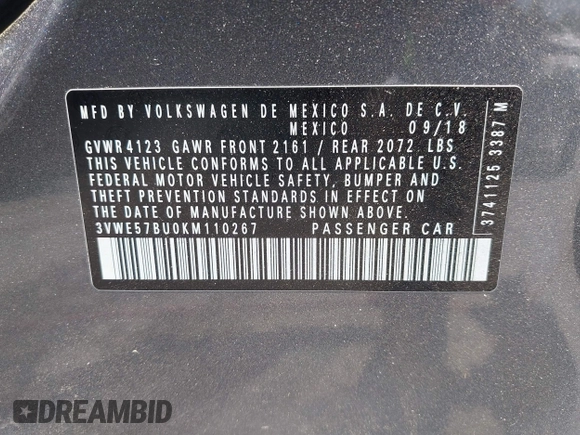 MFD BY VOLKSWAGEN DE MEXICO S.A. DE C.V.
MEXICO 09/18
GVWR 4123 GAWR FRONT 2161 / REAR 2072 LBS
THIS VEHICLE CONFORMS TO ALL APPLICABLE U.S.
FEDERAL MOTOR VEHICLE SAFETY, BUMPER AND
THEFT PREVENTION STANDARDS IN EFFECT ON
THE DATE OF MANUFACTURE SHOWN ABOVE.
3VWE57BU0KM110267 PASSENGER CAR
3741125 3387 M
DREAMBID